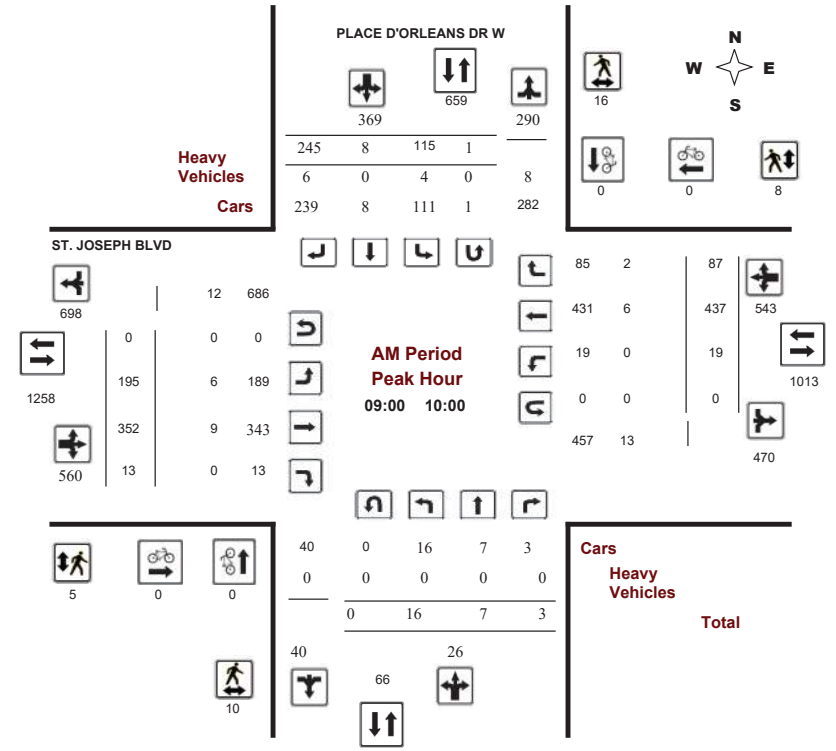 PLACE D'ORLEANS DR W
N
W E
S
659
16
369 290
245 8 115 1
Heavy
Vehicles
6 0 4 0 8
0 0 8
Cars
239 8 111 1 282
ST. JOSEPH BLVD
698
12 686
85 2 87
543
431 6 437
0 0 0
AM Period
Peak Hour
09:00 10:00
19 0 19
1258
195 6 189
1013
0 0 0
352 9 343
457 13
470
560
13 0 13
40 0 16 7 3
Cars
0 0 0 0 0
Heavy
Vehicles
5 0 0
0 16 7 3
Total
40 26
66
10